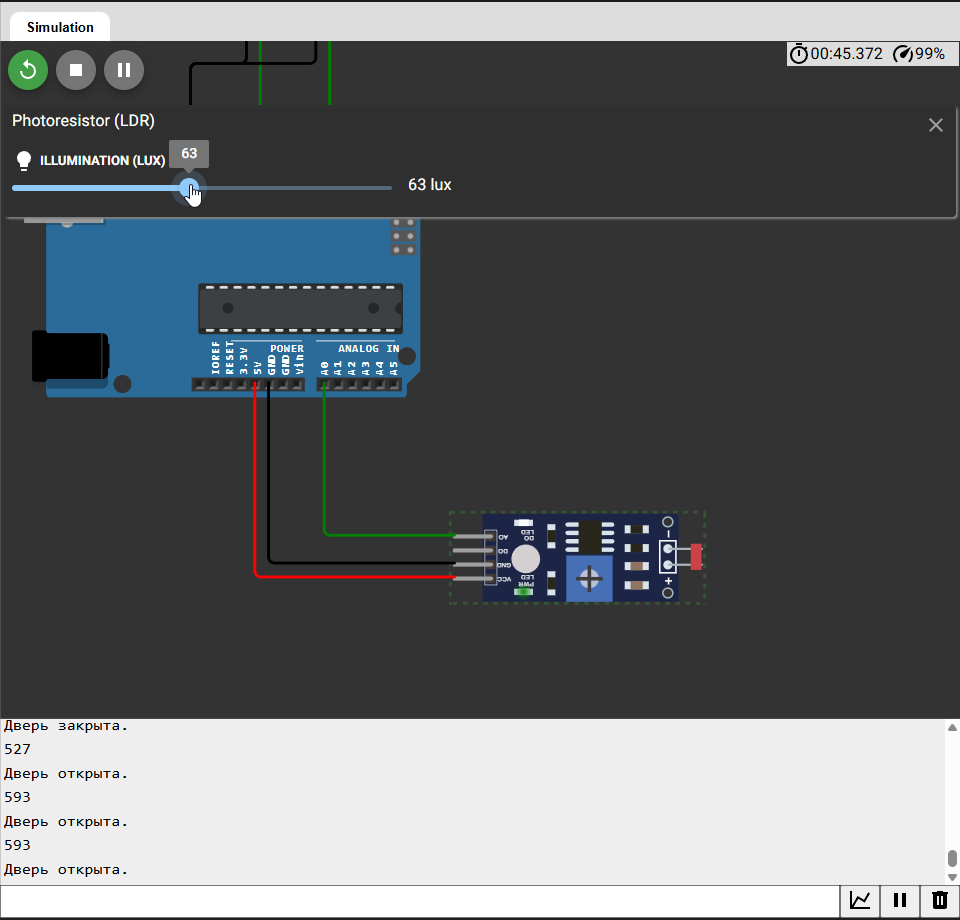 Simulation
00:45.372 99%
Photoresistor (LDR)
ILLUMINATION (LUX) 63
63 lux
IOREF
RESET
3.3V
5V
GND
GND
Vin
POWER
ANALOG IN
A0
A1
A2
A3
A4
A5
DO
LED
AO
DO
GND
VCC
PWR
LED
+
Дверь закрыта.
527
Дверь открыта.
593
Дверь открыта.
593
Дверь открыта.